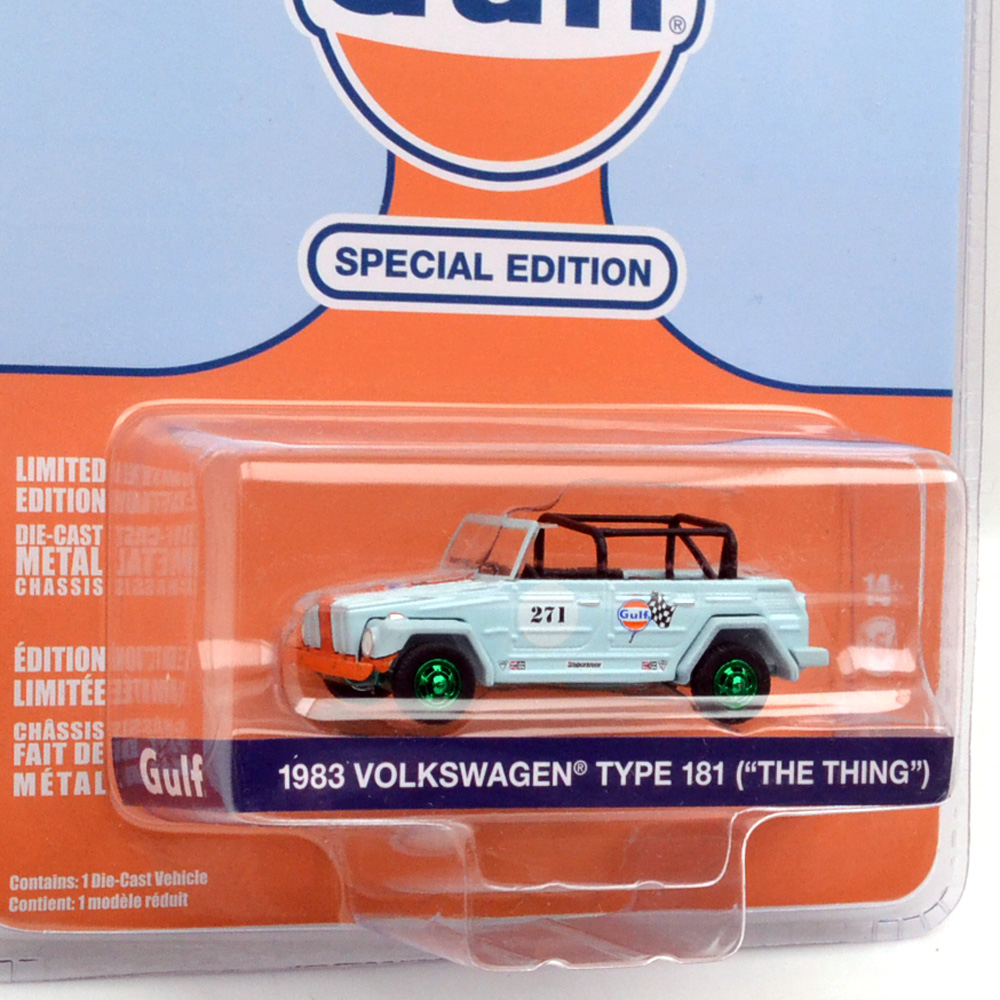 Gulf®
SPECIAL EDITION
LIMITED
EDITION
DIE-CAST
METAL
CHASSIS
ÉDITION
LIMITÉE
CHÂSSIS
FAIT DE
MÉTAL
271
Gulf
Gulf
1983 VOLKSWAGEN® TYPE 181 (“THE THING”)
Contains: 1 Die-Cast Vehicle
Contient: 1 modèle réduit